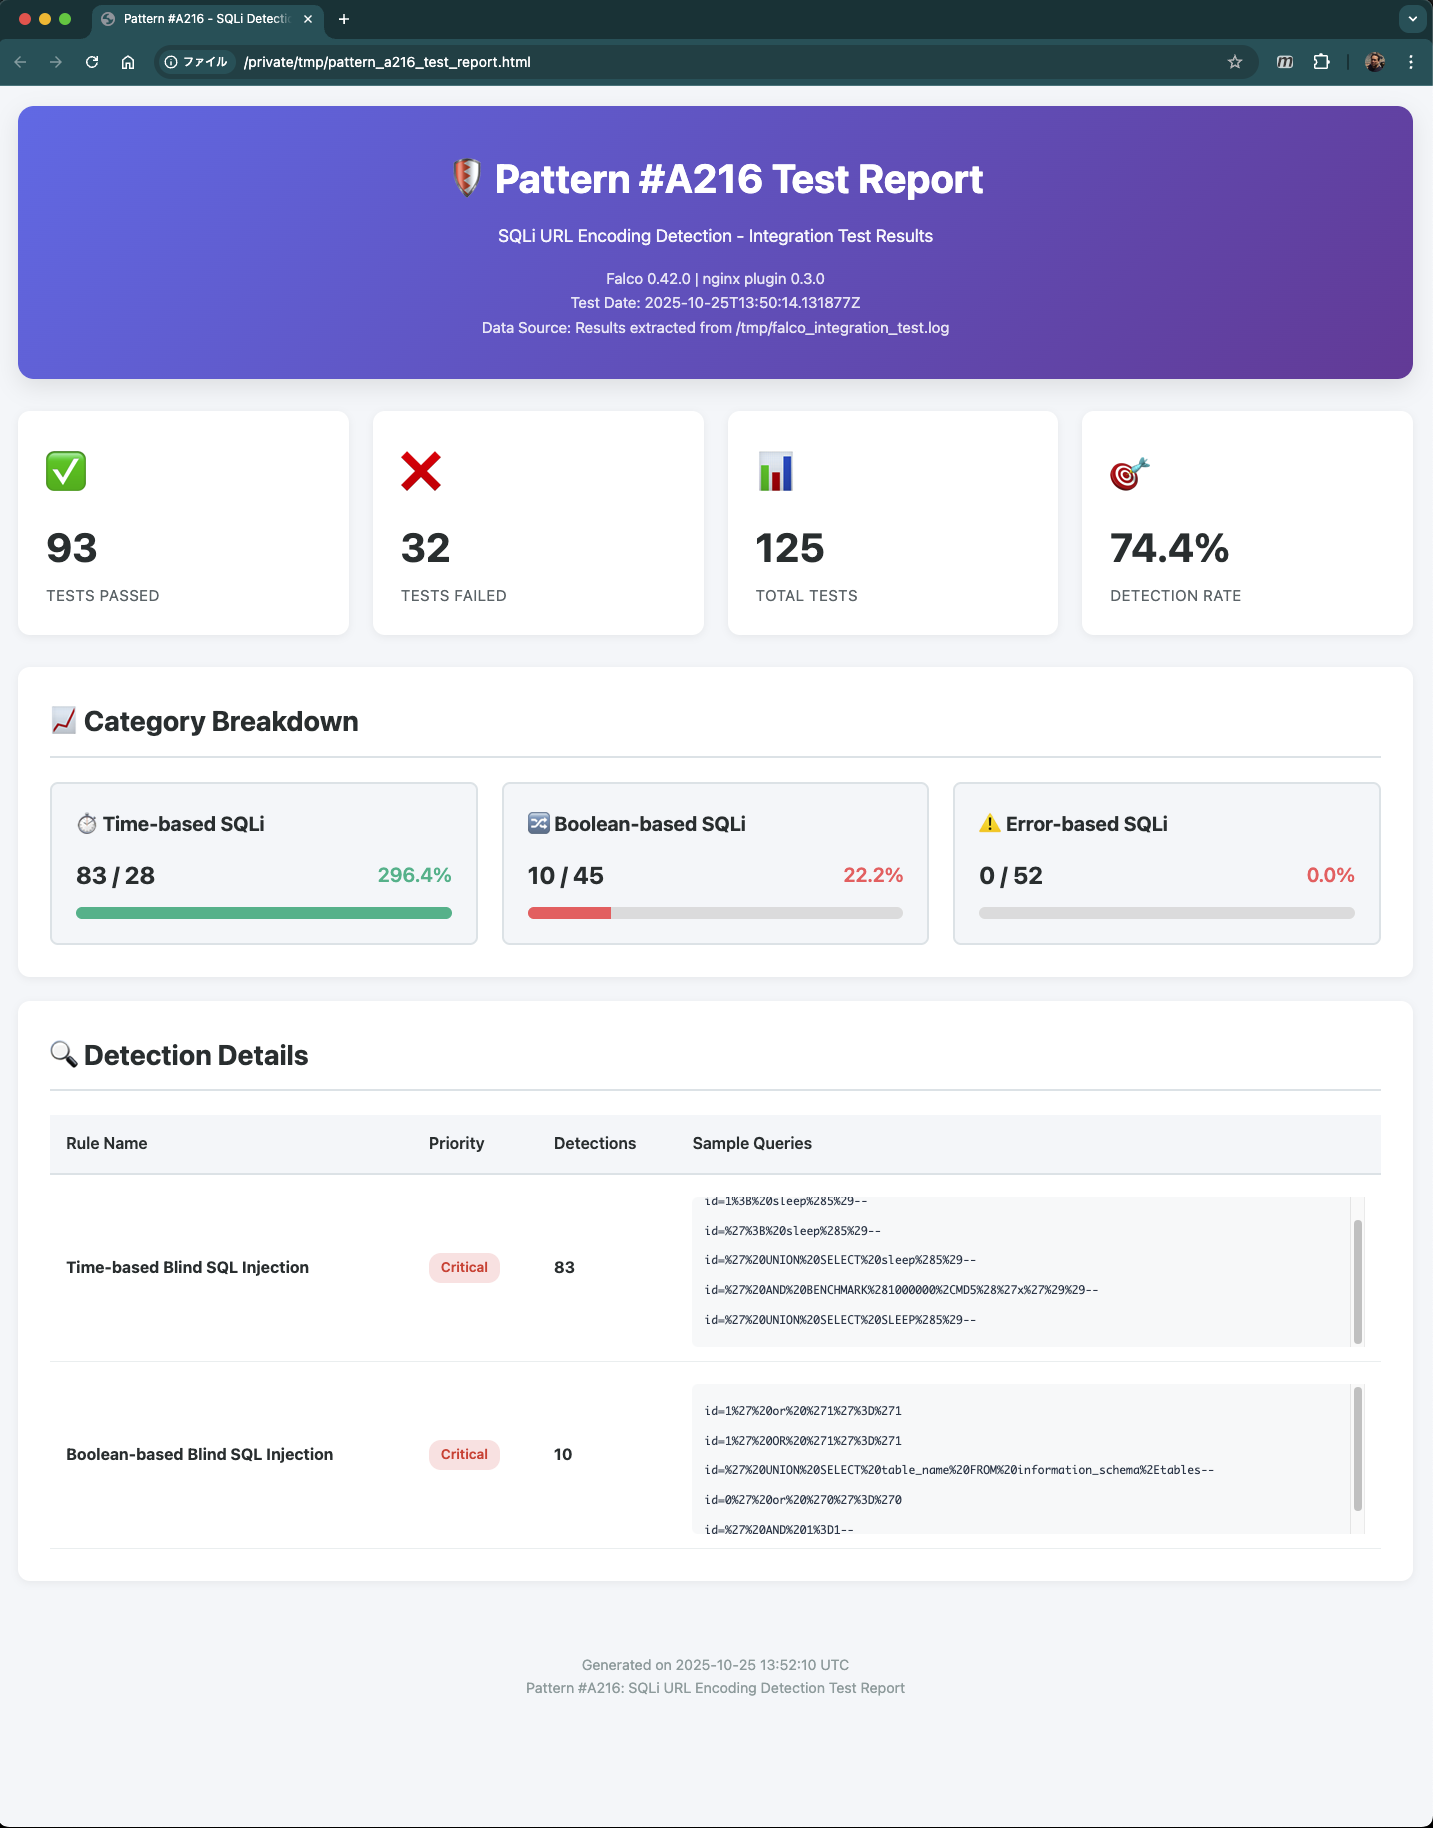 Pattern #A216 - SQLi Detecti
ファイル
/private/tmp/pattern_a216_test_report.html
Pattern #A216 Test Report
SQLi URL Encoding Detection - Integration Test Results
Falco 0.42.0 | nginx plugin 0.3.0
Test Date: 2025-10-25T13:50:14.131877Z
Data Source: Results extracted from /tmp/falco_integration_test.log
93
TESTS PASSED
32
TESTS FAILED
125
TOTAL TESTS
74.4%
DETECTION RATE
Category Breakdown
Time-based SQLi
83 / 28
296.4%
Boolean-based SQLi
10 / 45
22.2%
Error-based SQLi
0 / 52
0.0%
Detection Details
Rule Name
Priority
Detections
Sample Queries
Time-based Blind SQL Injection
Critical
83
id=1%3B%20sleep%285%29--
id=%27%3B%20sleep%285%29--
id=%27%20UNION%20SELECT%20sleep%285%29--
id=%27%20AND%20BENCHMARK%281000000%2CMD5%28%27x%27%29%29--
id=%27%20UNION%20SELECT%20SLEEP%285%29--
Boolean-based Blind SQL Injection
Critical
10
id=1%27%20or%20%271%27%3D%271
id=1%27%20OR%20%271%27%3D%271
id=%27%20UNION%20SELECT%20table_name%20FROM%20information_schema%2Etables--
id=0%27%20or%20%270%27%3D%270
id=%27%20AND%201%3D1--
Generated on 2025-10-25 13:52:10 UTC
Pattern #A216: SQLi URL Encoding Detection Test Report